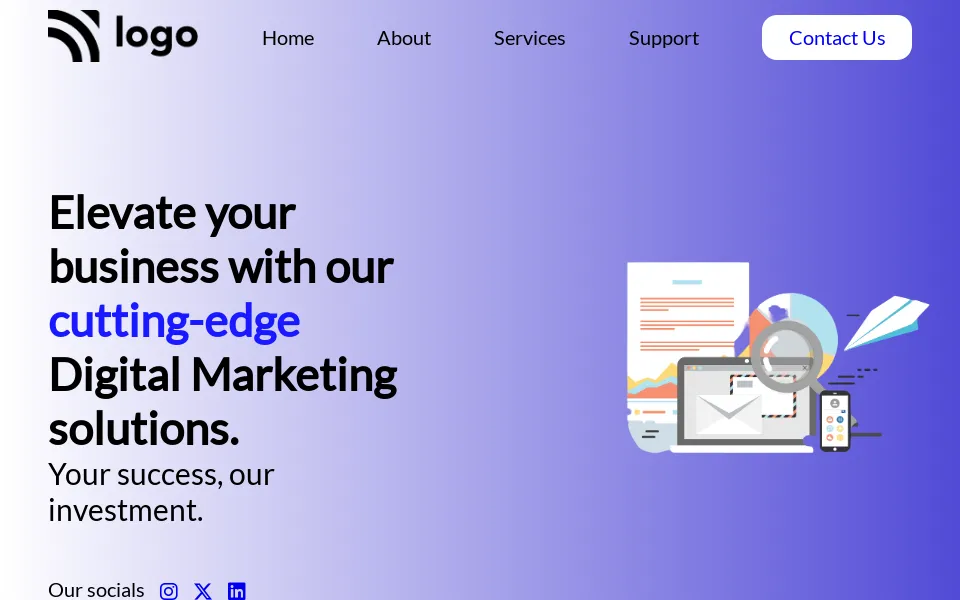 logo
Home
About
Services
Support
Contact Us
Elevate your
business with our
cutting-edge
Digital Marketing
solutions.
Your success, our
investment.
Our socials